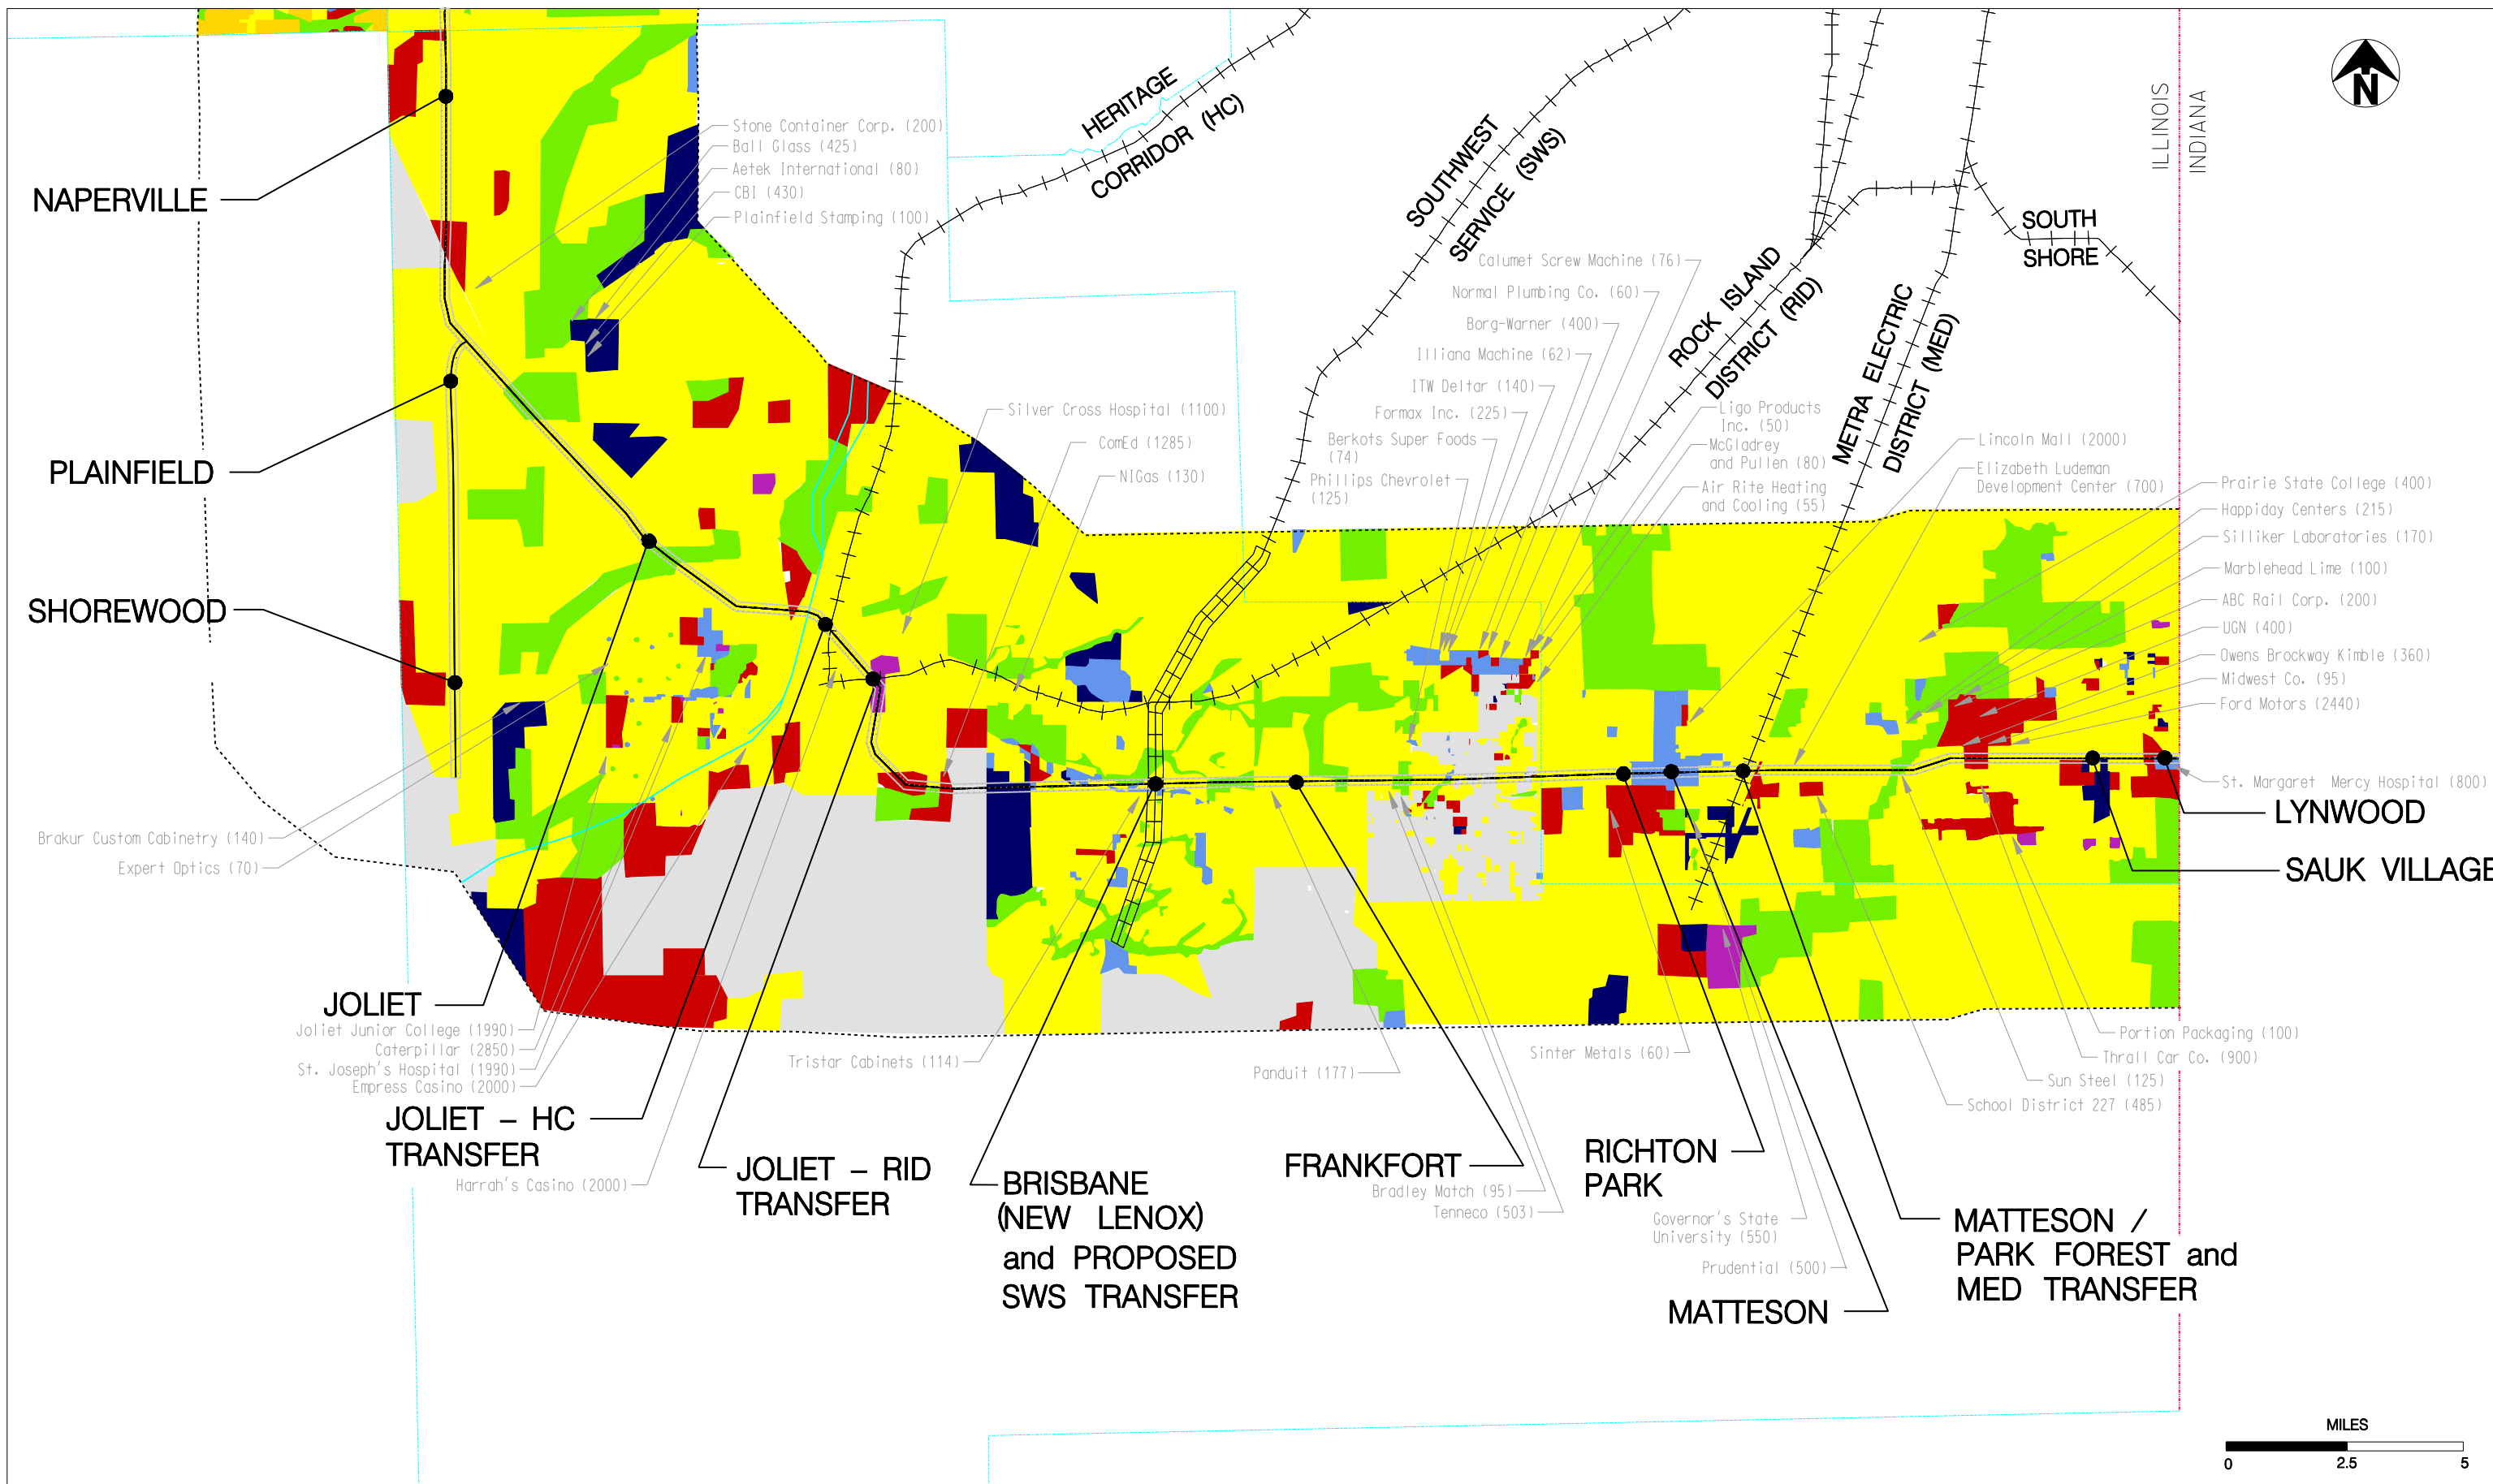 N
ILLINOIS
INDIANA
HERITAGE
CORRIDOR (HC)
SOUTHWEST
SERVICE (SWS)
ROCK ISLAND
DISTRICT (RID)
METRA ELECTRIC
DISTRICT (MED)
SOUTH
SHORE
NAPERVILLE
PLAINFIELD
SHOREWOOD
Stone Container Corp. (200)
Ball Glass (425)
Aetek International (80)
CBI (430)
Plainfield Stamping (100)
Silver Cross Hospital (1100)
ComEd (1285)
NIGas (130)
Calumet Screw Machine (76)
Normal Plumbing Co. (60)
Borg-Warner (400)
Illiana Machine (62)
ITW Deltar (140)
Formax Inc. (225)
Berkots Super Foods
(74)
Phillips Chevrolet
(125)
Ligo Products
Inc. (50)
McGladrey
and Pullen (80)
Air Rite Heating
and Cooling (55)
Lincoln Mall (2000)
Elizabeth Ludeman
Development Center (700)
Prairie State College (400)
Happiday Centers (215)
Silliker Laboratories (170)
Marblehead Lime (100)
ABC Rail Corp. (200)
UGN (400)
Owens Brockway Kimble (360)
Midwest Co. (95)
Ford Motors (2440)
St. Margaret Mercy Hospital (800)
LYNWOOD
SAUK VILLAGE
Brakur Custom Cabinetry (140)
Expert Optics (70)
JOLIET
Joliet Junior College (1990)
Caterpillar (2850)
St. Joseph's Hospital (1990)
Empress Casino (2000)
JOLIET – HC
TRANSFER
Harrah's Casino (2000)
JOLIET – RID
TRANSFER
Tristar Cabinets (114)
BRISBANE
(NEW LENOX)
and PROPOSED
SWS TRANSFER
Panduit (177)
FRANKFORT
Bradley Match (95)
Tenneco (503)
Sinter Metals (60)
RICHTON
PARK
Governor's State
University (550)
Prudential (500)
MATTESON
MATTESON /
PARK FOREST and
MED TRANSFER
Portion Packaging (100)
Thrall Car Co. (900)
Sun Steel (125)
School District 227 (485)
MILES
0 2.5 5